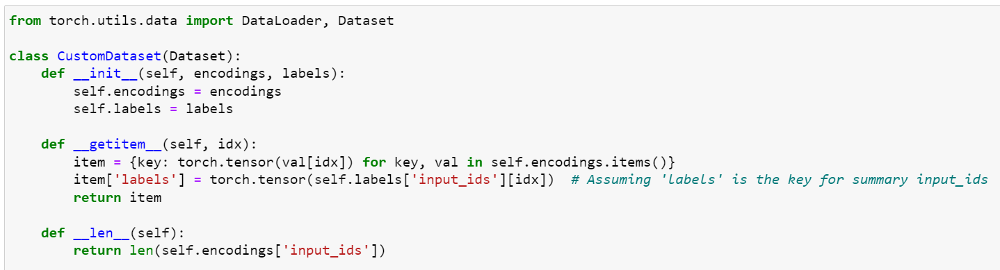 from torch.utils.data import DataLoader, Dataset
class CustomDataset(Dataset):
    def __init__(self, encodings, labels):
        self.encodings = encodings
        self.labels = labels
    def __getitem__(self, idx):
        item = {key: torch.tensor(val[idx]) for key, val in self.encodings.items()}
        item['labels'] = torch.tensor(self.labels['input_ids'][idx])  # Assuming 'labels' is the key for summary input_ids
        return item
    def __len__(self):
        return len(self.encodings['input_ids'])